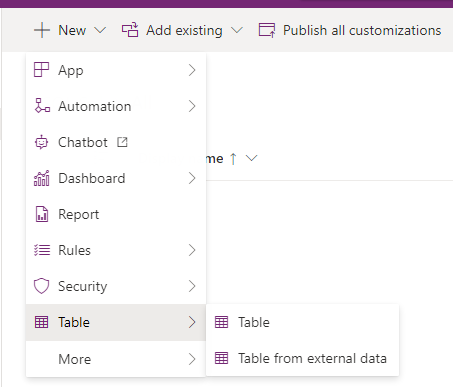 New Add existing Publish all customizations
App
Automation
Chatbot
me ↑
Dashboard
Report
Rules
Security
Table Table
More Table from external data